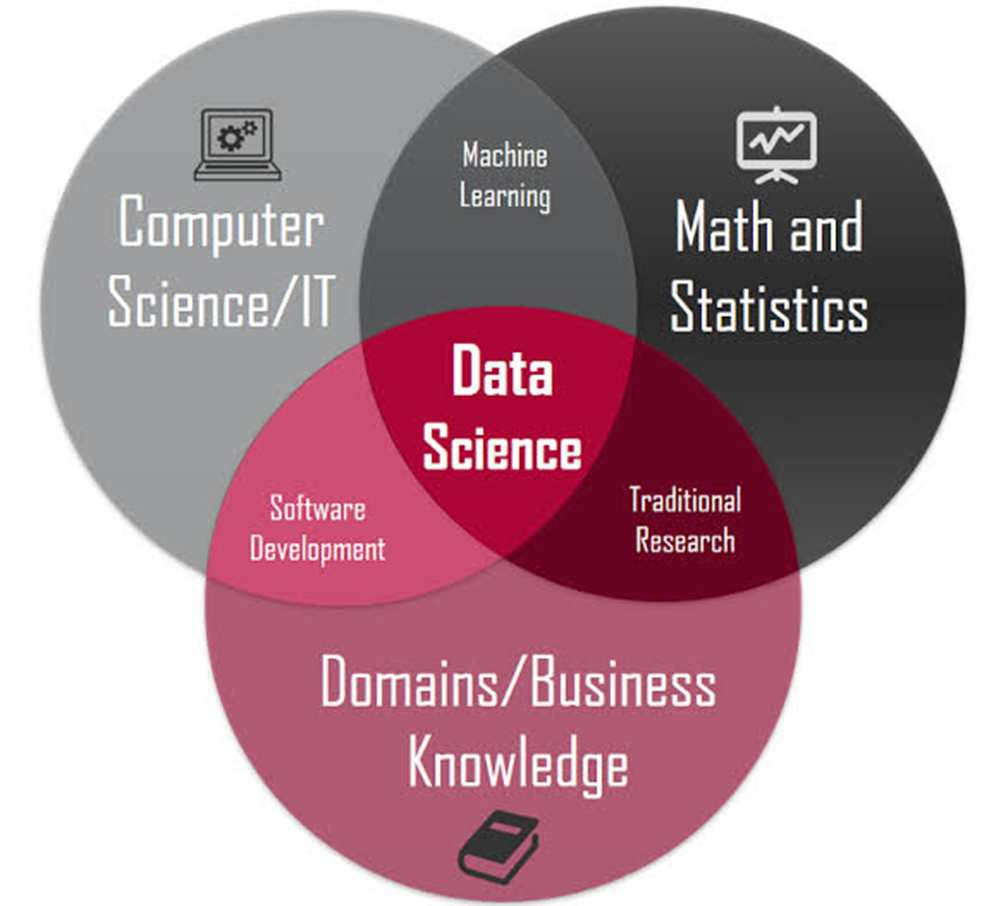 Machine
Learning
Computer
Science/IT
Math and
Statistics
Data
Science
Software
Development
Traditional
Research
Domains/Business
Knowledge